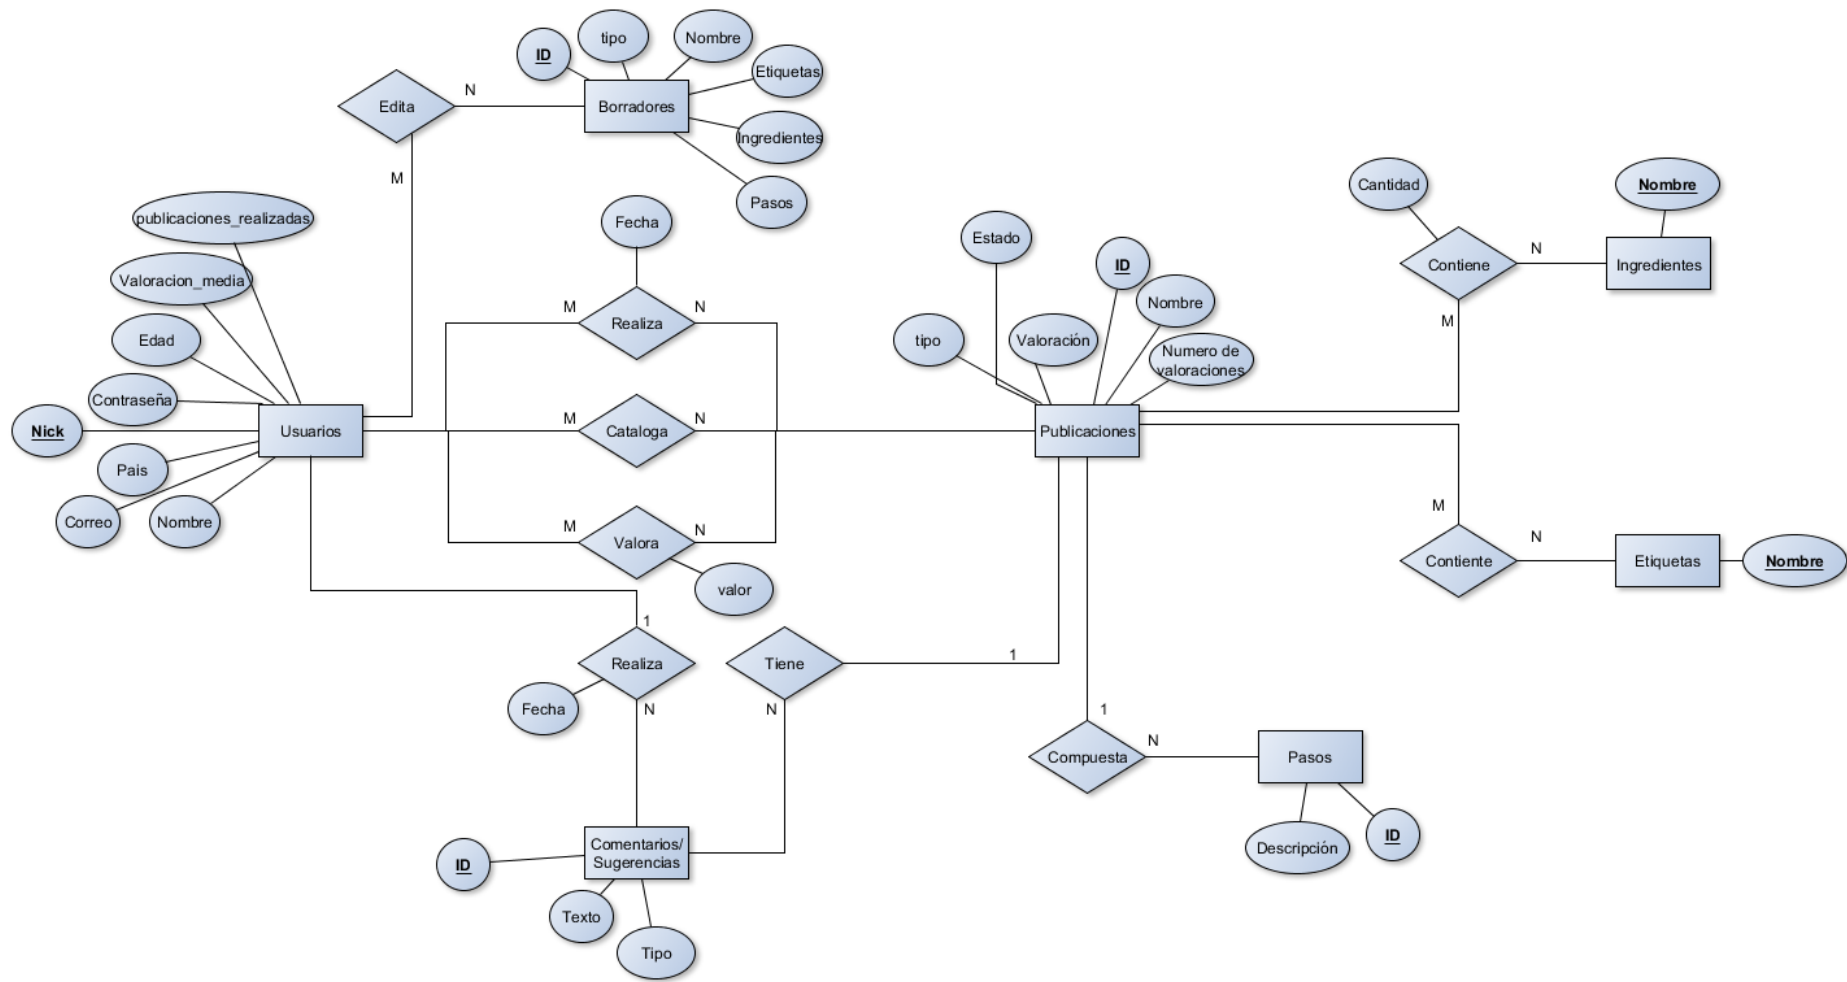 ID
tipo
Nombre
Etiquetas
Ingredientes
Pasos
Borradores
N
Edita
M
publicaciones_realizadas
Valoracion_media
Edad
Contraseña
Nick
Pais
Correo
Nombre
Usuarios
Fecha
M
Realiza
N
M
Cataloga
N
M
Valora
N
valor
Estado
ID
Nombre
tipo
Valoración
Numero de
valoraciones
Publicaciones
Cantidad
Nombre
Contiene
N
Ingredientes
M
M
Contiente
N
Etiquetas
Nombre
1
Realiza
Fecha
N
Tiene
1
N
1
Compuesta
N
Pasos
Descripción
ID
Comentarios/
Sugerencias
ID
Texto
Tipo